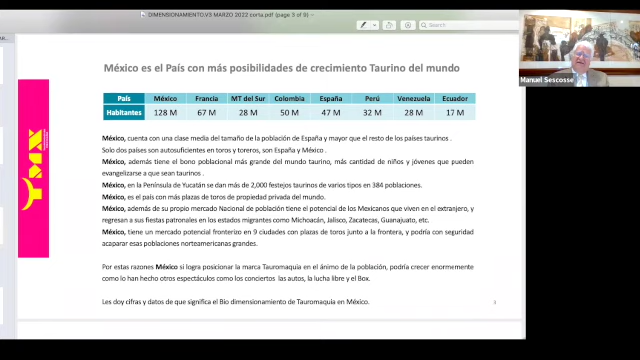 DIMENSIONAMIENTO.V3 MARZO 2022 corta.pdf (page 3 of 9)
Search
Manuel Sescosse
México es el País con más posibilidades de crecimiento Taurino del mundo
País México Francia MT del Sur Colombia España Perú Venezuela Ecuador
Habitantes 128 M 67 M 28 M 50 M 47 M 32 M 28 M 17 M
México, cuenta con una clase media del tamaño de la población de España y mayor que el resto de los países taurinos .
Solo dos países son autosuficientes en toros y toreros, son España y México .
México, además tiene el bono poblacional más grande del mundo taurino, más cantidad de niños y jóvenes que pueden
evangelizarse a que sean taurinos .
México, en la Península de Yucatán se dan más de 2,000 festejos taurinos de varios tipos en 384 poblaciones.
México, es el país con más plazas de toros de propiedad privada del mundo.
México, además de su propio mercado Nacional de población tiene el potencial de los Mexicanos que viven en el extranjero, y
regresan a sus fiestas patronales en los estados migrantes como Michoacán, Jalisco, Zacatecas, Guanajuato, etc.
México, tiene un mercado potencial fronterizo en 9 ciudades con plazas de toros junto a la frontera, y podría con seguridad
acaparar esas poblaciones norteamericanas grandes.
Por estas razones México si logra posicionar la marca Tauromaquia en el ánimo de la población, podría crecer enormemente
como lo han hecho otros espectáculos como los conciertos las autos, la lucha libre y el Box.
Les doy cifras y datos de que significa el Bio dimensionamiento de Tauromaquia en México.
3